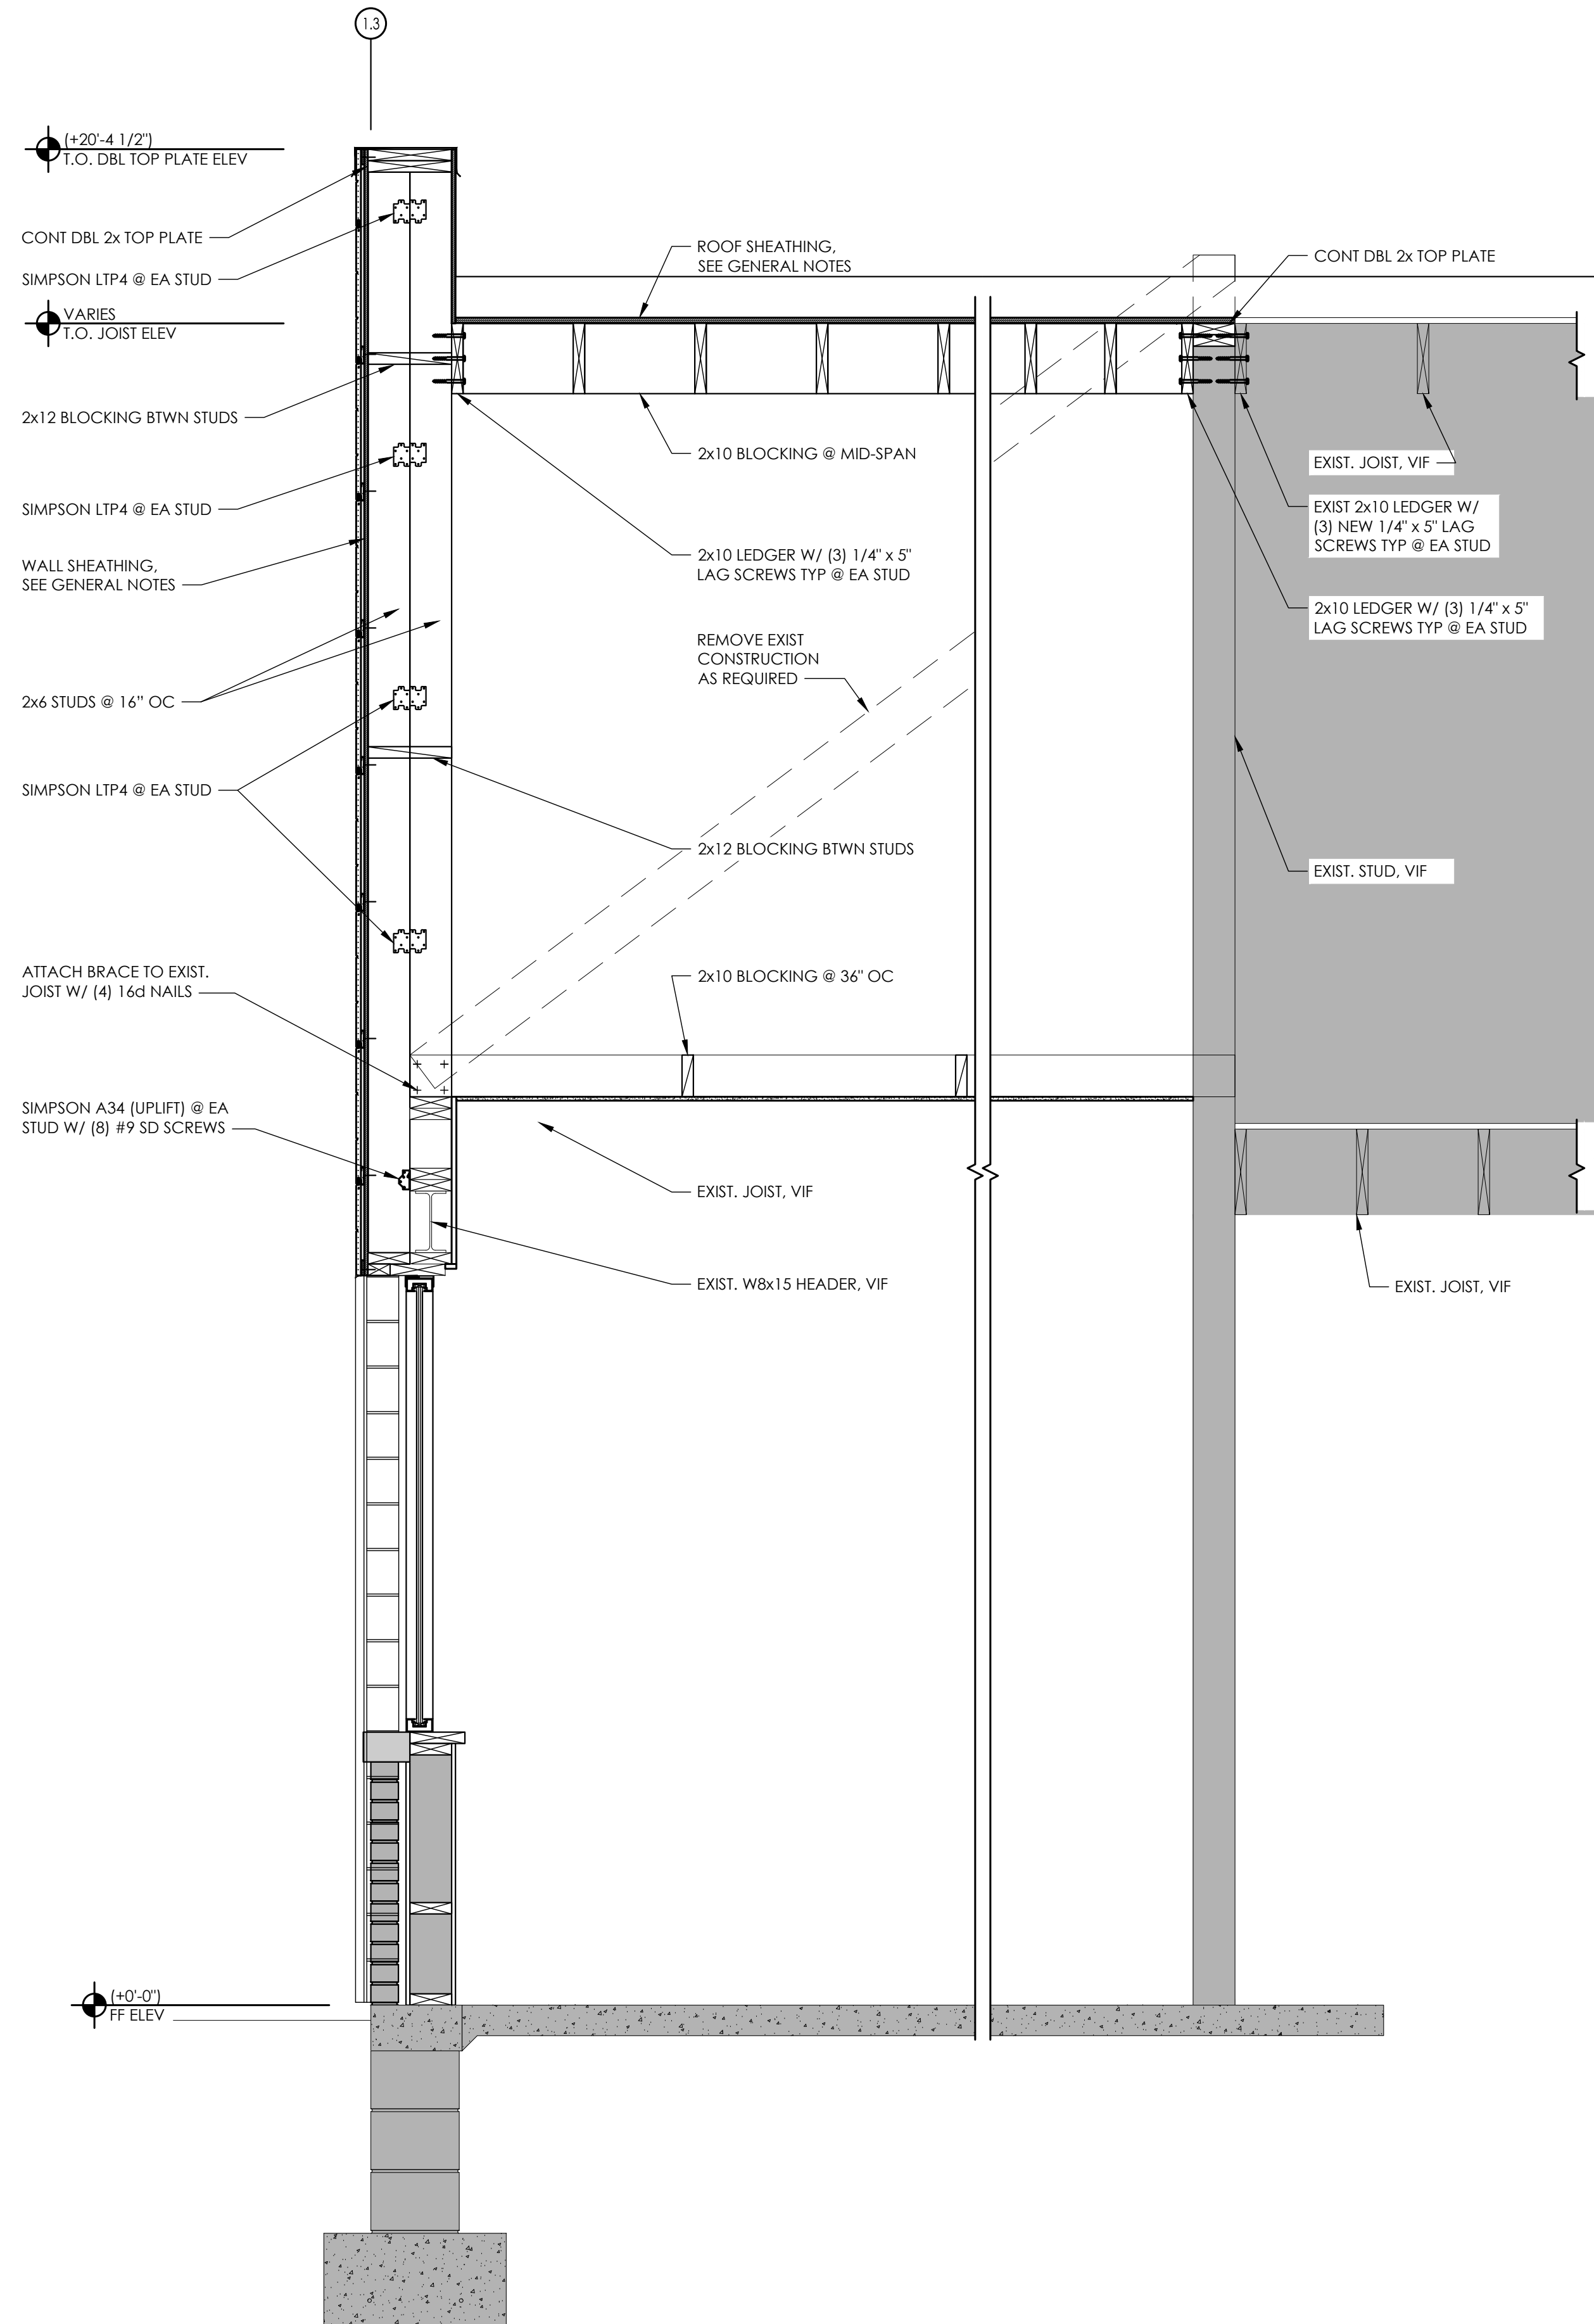 1.3
(+20'-4 1/2")
T.O. DBL TOP PLATE ELEV
CONT DBL 2x TOP PLATE
SIMPSON LTP4 @ EA STUD
VARIES
T.O. JOIST ELEV
2x12 BLOCKING BTWN STUDS
SIMPSON LTP4 @ EA STUD
WALL SHEATHING,
SEE GENERAL NOTES
2x6 STUDS @ 16" OC
SIMPSON LTP4 @ EA STUD
ATTACH BRACE TO EXIST.
JOIST W/ (4) 16d NAILS
SIMPSON A34 (UPLIFT) @ EA
STUD W/ (8) #9 SD SCREWS
ROOF SHEATHING,
SEE GENERAL NOTES
2x10 BLOCKING @ MID-SPAN
2x10 LEDGER W/ (3) 1/4" x 5"
LAG SCREWS TYP @ EA STUD
REMOVE EXIST
CONSTRUCTION
AS REQUIRED
2x12 BLOCKING BTWN STUDS
2x10 BLOCKING @ 36" OC
EXIST. JOIST, VIF
EXIST. W8x15 HEADER, VIF
CONT DBL 2x TOP PLATE
EXIST. JOIST, VIF
EXIST 2x10 LEDGER W/
(3) NEW 1/4" x 5" LAG
SCREWS TYP @ EA STUD
2x10 LEDGER W/ (3) 1/4" x 5"
LAG SCREWS TYP @ EA STUD
EXIST. STUD, VIF
EXIST. JOIST, VIF
(+0'-0")
FF ELEV